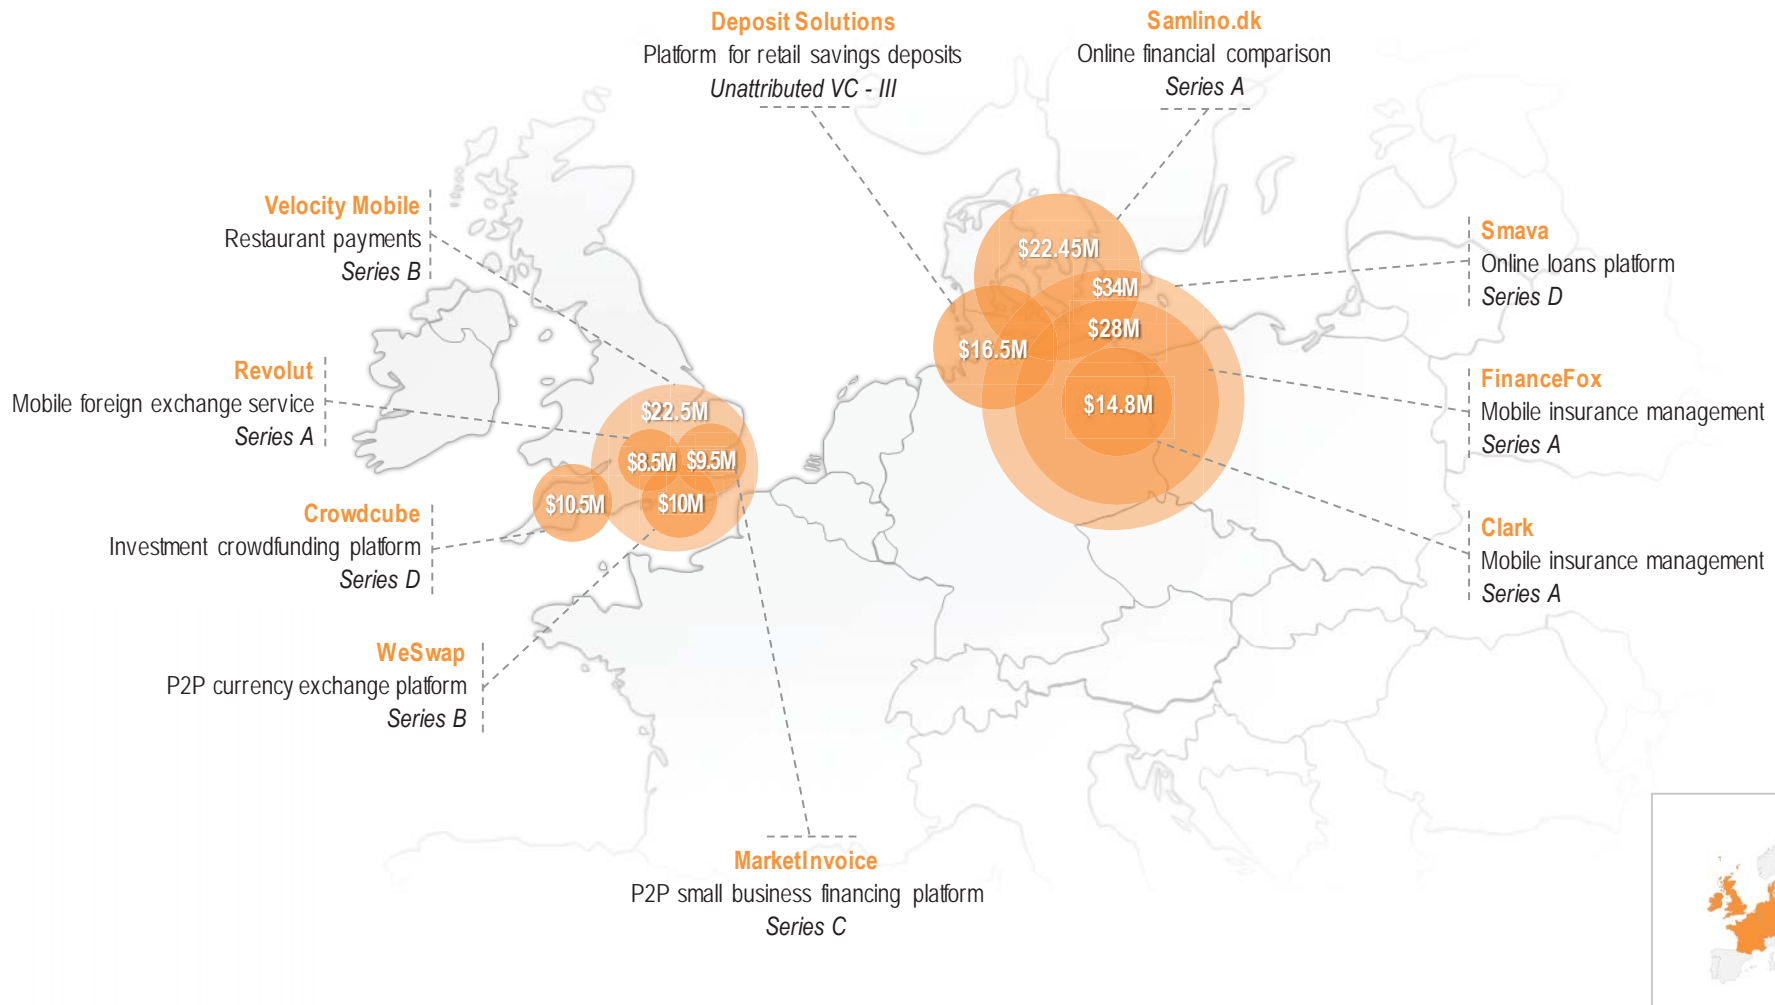 Deposit Solutions
Platform for retail savings deposits
Unattributed VC - III
Samlino.dk
Online financial comparison
Series A
Velocity Mobile
Restaurant payments
Series B
Smava
Online loans platform
Series D
$22.45M
$34M
$28M
$16.5M
$14.8M
Revolut
Mobile foreign exchange service
Series A
FinanceFox
Mobile insurance management
Series A
$22.5M
$8.5M
$9.5M
$10.5M
$10M
Crowdcube
Investment crowdfunding platform
Series D
Clark
Mobile insurance management
Series A
WeSwap
P2P currency exchange platform
Series B
MarketInvoice
P2P small business financing platform
Series C